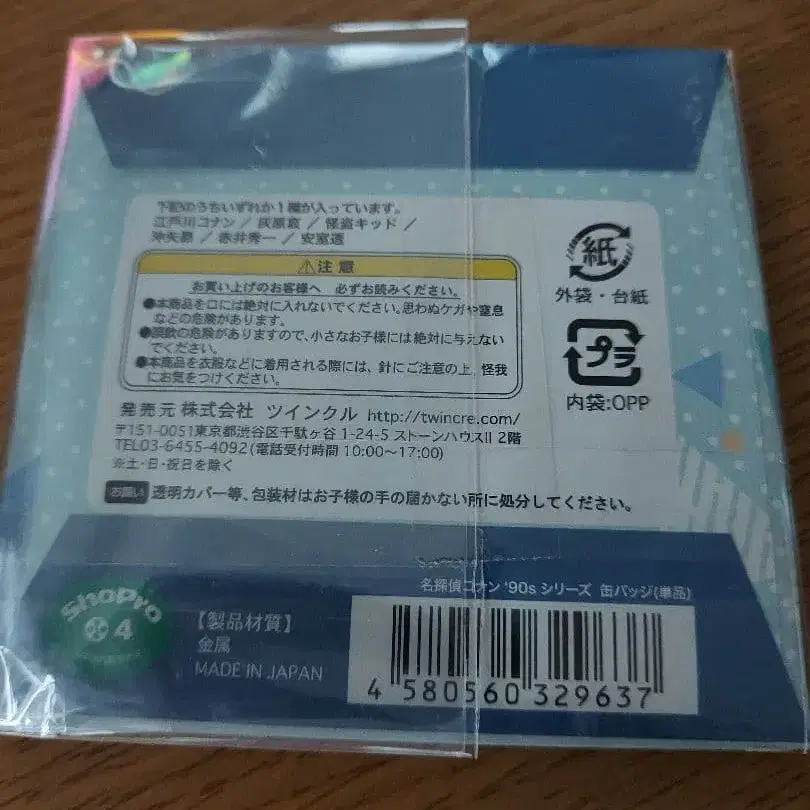 下記のうちいずれか1種が入っています。
江戸川コナン / 灰原哀 / 怪盗キッド /
沖矢昴 / 赤井秀一 / 安室透
⚠注意
お買い上げのお客様へ 必ずお読みください。
●本商品を口には絶対に入れないでください。思わぬケガや窒息
などの危険があります。
●誤飲の危険がありますので、小さなお子様には絶対に与えない
でください。
●本商品を衣服などに着用される際には、針にご注意の上、怪我
にお気をつけください。
発売元 株式会社 ツインクル http://twincre.com/
〒151-0051東京都渋谷区千駄ヶ谷 1-24-5 ストーンハウスⅡ 2階
TEL03-6455-4092(電話受付時間 10:00～17:00)
※土・日・祝日を除く
お願い 透明カバー等、包装材はお子様の手の届かない所に処分してください。
紙
外袋・台紙
プラ
内袋:OPP
名探偵コナン '90s シリーズ 缶バッジ(単品)
ShoPro
4
【製品材質】
金属
MADE IN JAPAN
4 580560 329637